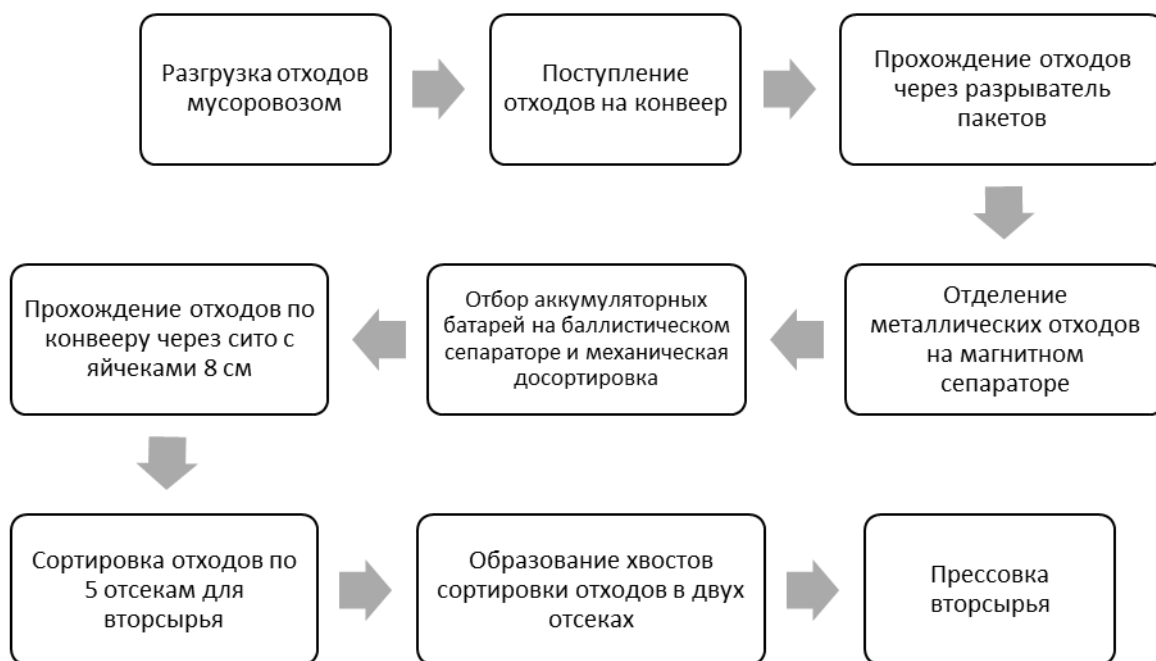 Разгрузка отходов
мусоровозом
Поступление
отходов на конвеер
Прохождение отходов
через разрыватель
пакетов
Отделение
металлических отходов
на магнитном
сепараторе
Отбор аккумуляторных
батарей на баллистическом
сепараторе и механическая
досортировка
Прохождение отходов по
конвееру через сито с
яйчеками 8 см
Сортировка отходов по
5 отсекам для
вторсырья
Образование хвостов
сортировки отходов в двух
отсеках
Прессовка
вторсырья